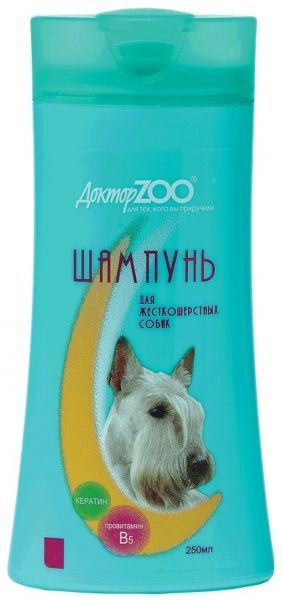 ДокторZOO®
для тех, кого вы приручили
ШАМПУНЬ
ДЛЯ
ЖЕСТКОШЕРСТНЫХ
СОБАК
КЕРАТИН
провитамин
B5
250мл